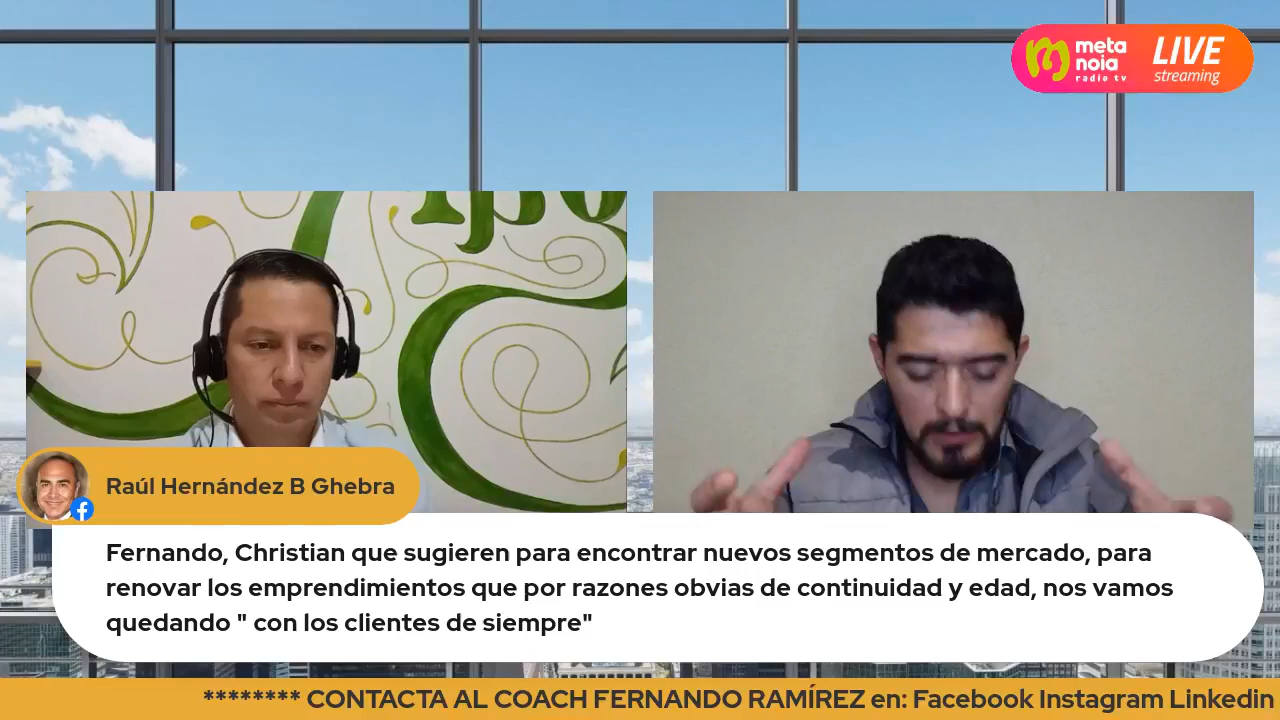 meta
noia
radio tv
LIVE
streaming
Raúl Hernández B Ghebra
Fernando, Christian que sugieren para encontrar nuevos segmentos de mercado, para
renovar los emprendimientos que por razones obvias de continuidad y edad, nos vamos
quedando " con los clientes de siempre"
******** CONTACTA AL COACH FERNANDO RAMÍREZ en: Facebook Instagram Linkedin